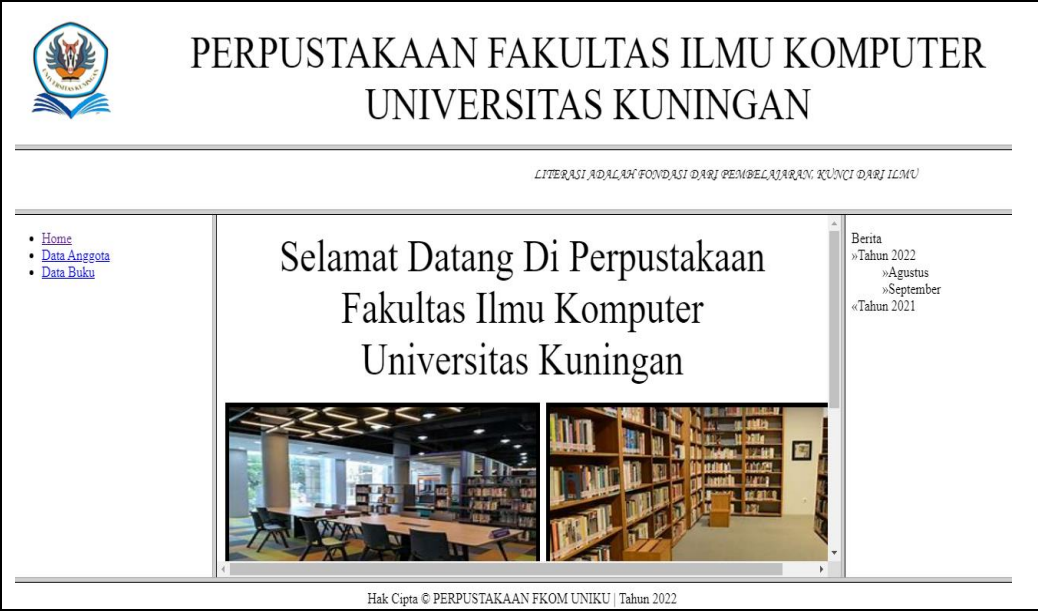 UNIVERSITAS KUNINGAN
PERPUSTAKAAN FAKULTAS ILMU KOMPUTER
UNIVERSITAS KUNINGAN
LITERASI ADALAH FONDASI DARI PEMBELAJARAN, KUNCI DARI ILMU
• Home
• Data Anggota
• Data Buku
Selamat Datang Di Perpustakaan
Fakultas Ilmu Komputer
Universitas Kuningan
Berita
»Tahun 2022
»Agustus
»September
«Tahun 2021
Hak Cipta © PERPUSTAKAAN FKOM UNIKU | Tahun 2022